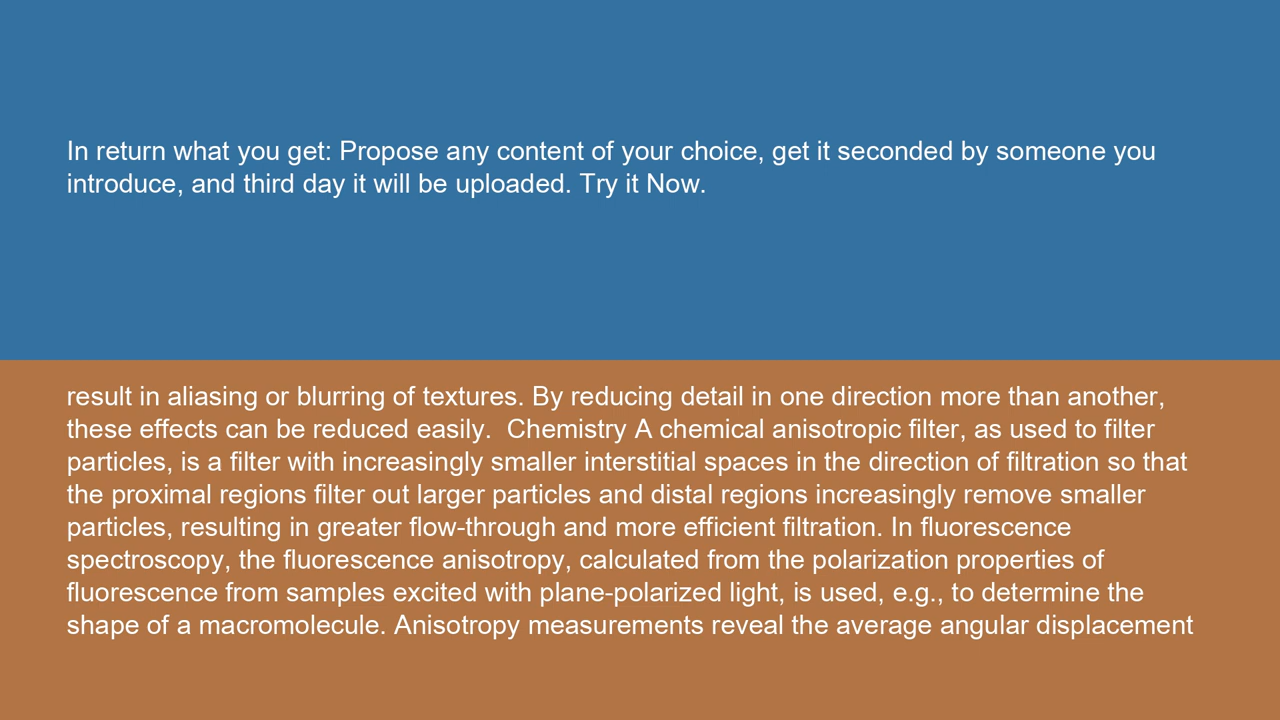 In return what you get: Propose any content of your choice, get it seconded by someone you
introduce, and third day it will be uploaded. Try it Now.
result in aliasing or blurring of textures. By reducing detail in one direction more than another,
these effects can be reduced easily.  Chemistry A chemical anisotropic filter, as used to filter
particles, is a filter with increasingly smaller interstitial spaces in the direction of filtration so that
the proximal regions filter out larger particles and distal regions increasingly remove smaller
particles, resulting in greater flow-through and more efficient filtration. In fluorescence
spectroscopy, the fluorescence anisotropy, calculated from the polarization properties of
fluorescence from samples excited with plane-polarized light, is used, e.g., to determine the
shape of a macromolecule. Anisotropy measurements reveal the average angular displacement